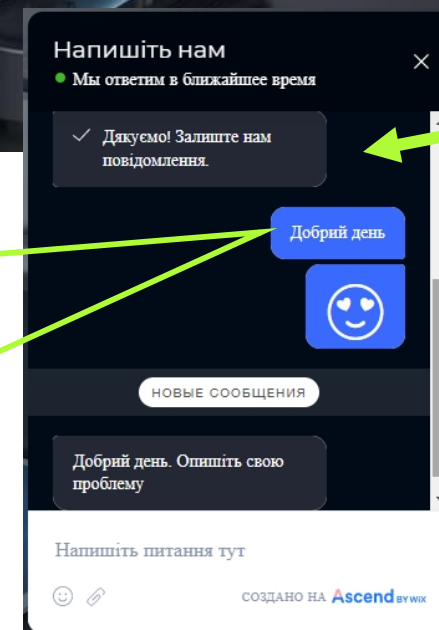 Напишіть нам
Мы ответим в ближайшее время
Дякуємо! Залиште нам
повідомлення.
Добрий день
НОВЫЕ СООБЩЕНИЯ
Добрий день. Опишіть свою
проблему
Напишіть питання тут
СОЗДАНО НА Ascend BY WIX